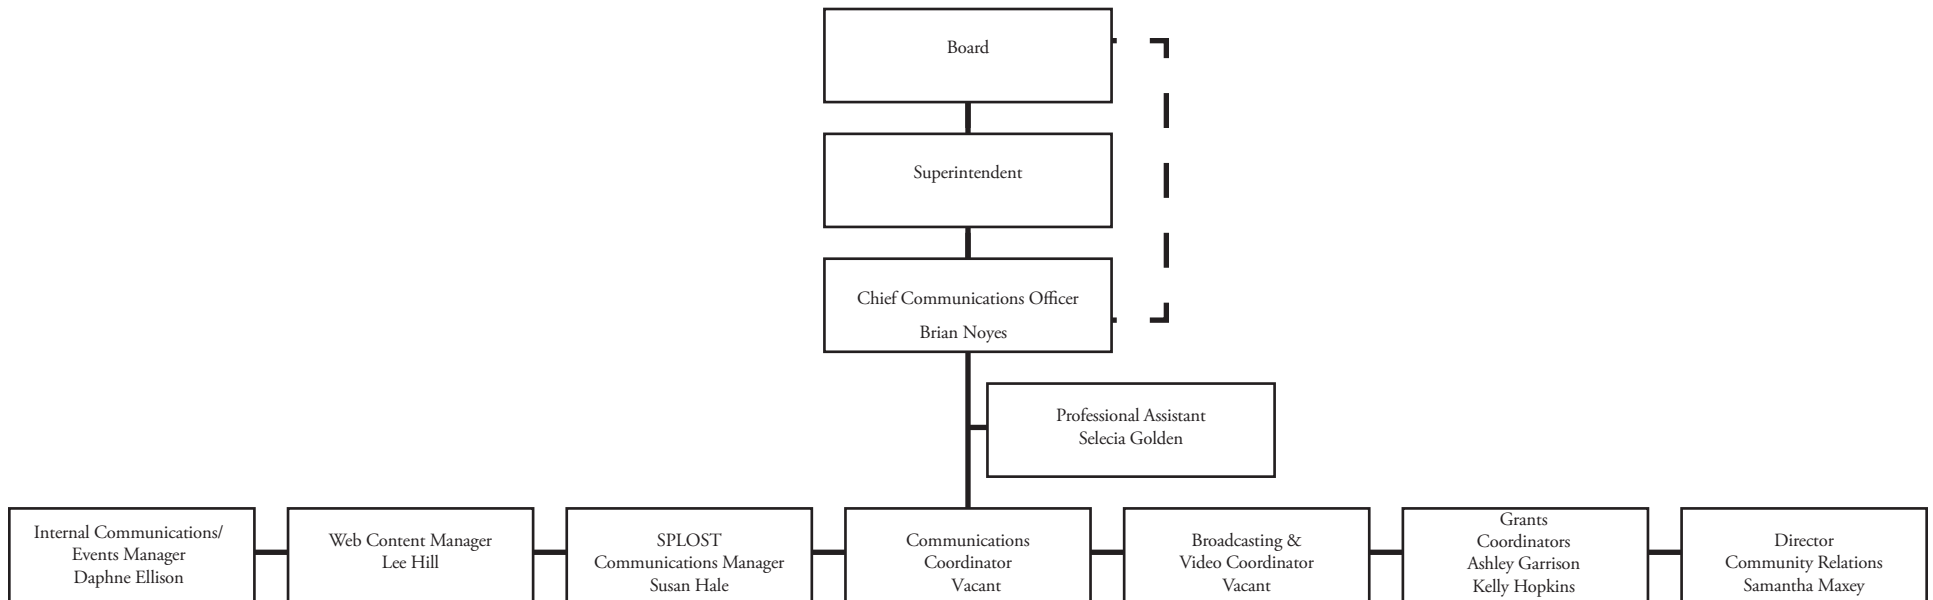 Board
Superintendent
Chief Communications Officer
Brian Noyes
Professional Assistant
Selecia Golden
Internal Communications/
Events Manager
Daphne Ellison
Web Content Manager
Lee Hill
SPLOST
Communications Manager
Susan Hale
Communications
Coordinator
Vacant
Broadcasting &
Video Coordinator
Vacant
Grants
Coordinators
Ashley Garrison
Kelly Hopkins
Director
Community Relations
Samantha Maxey